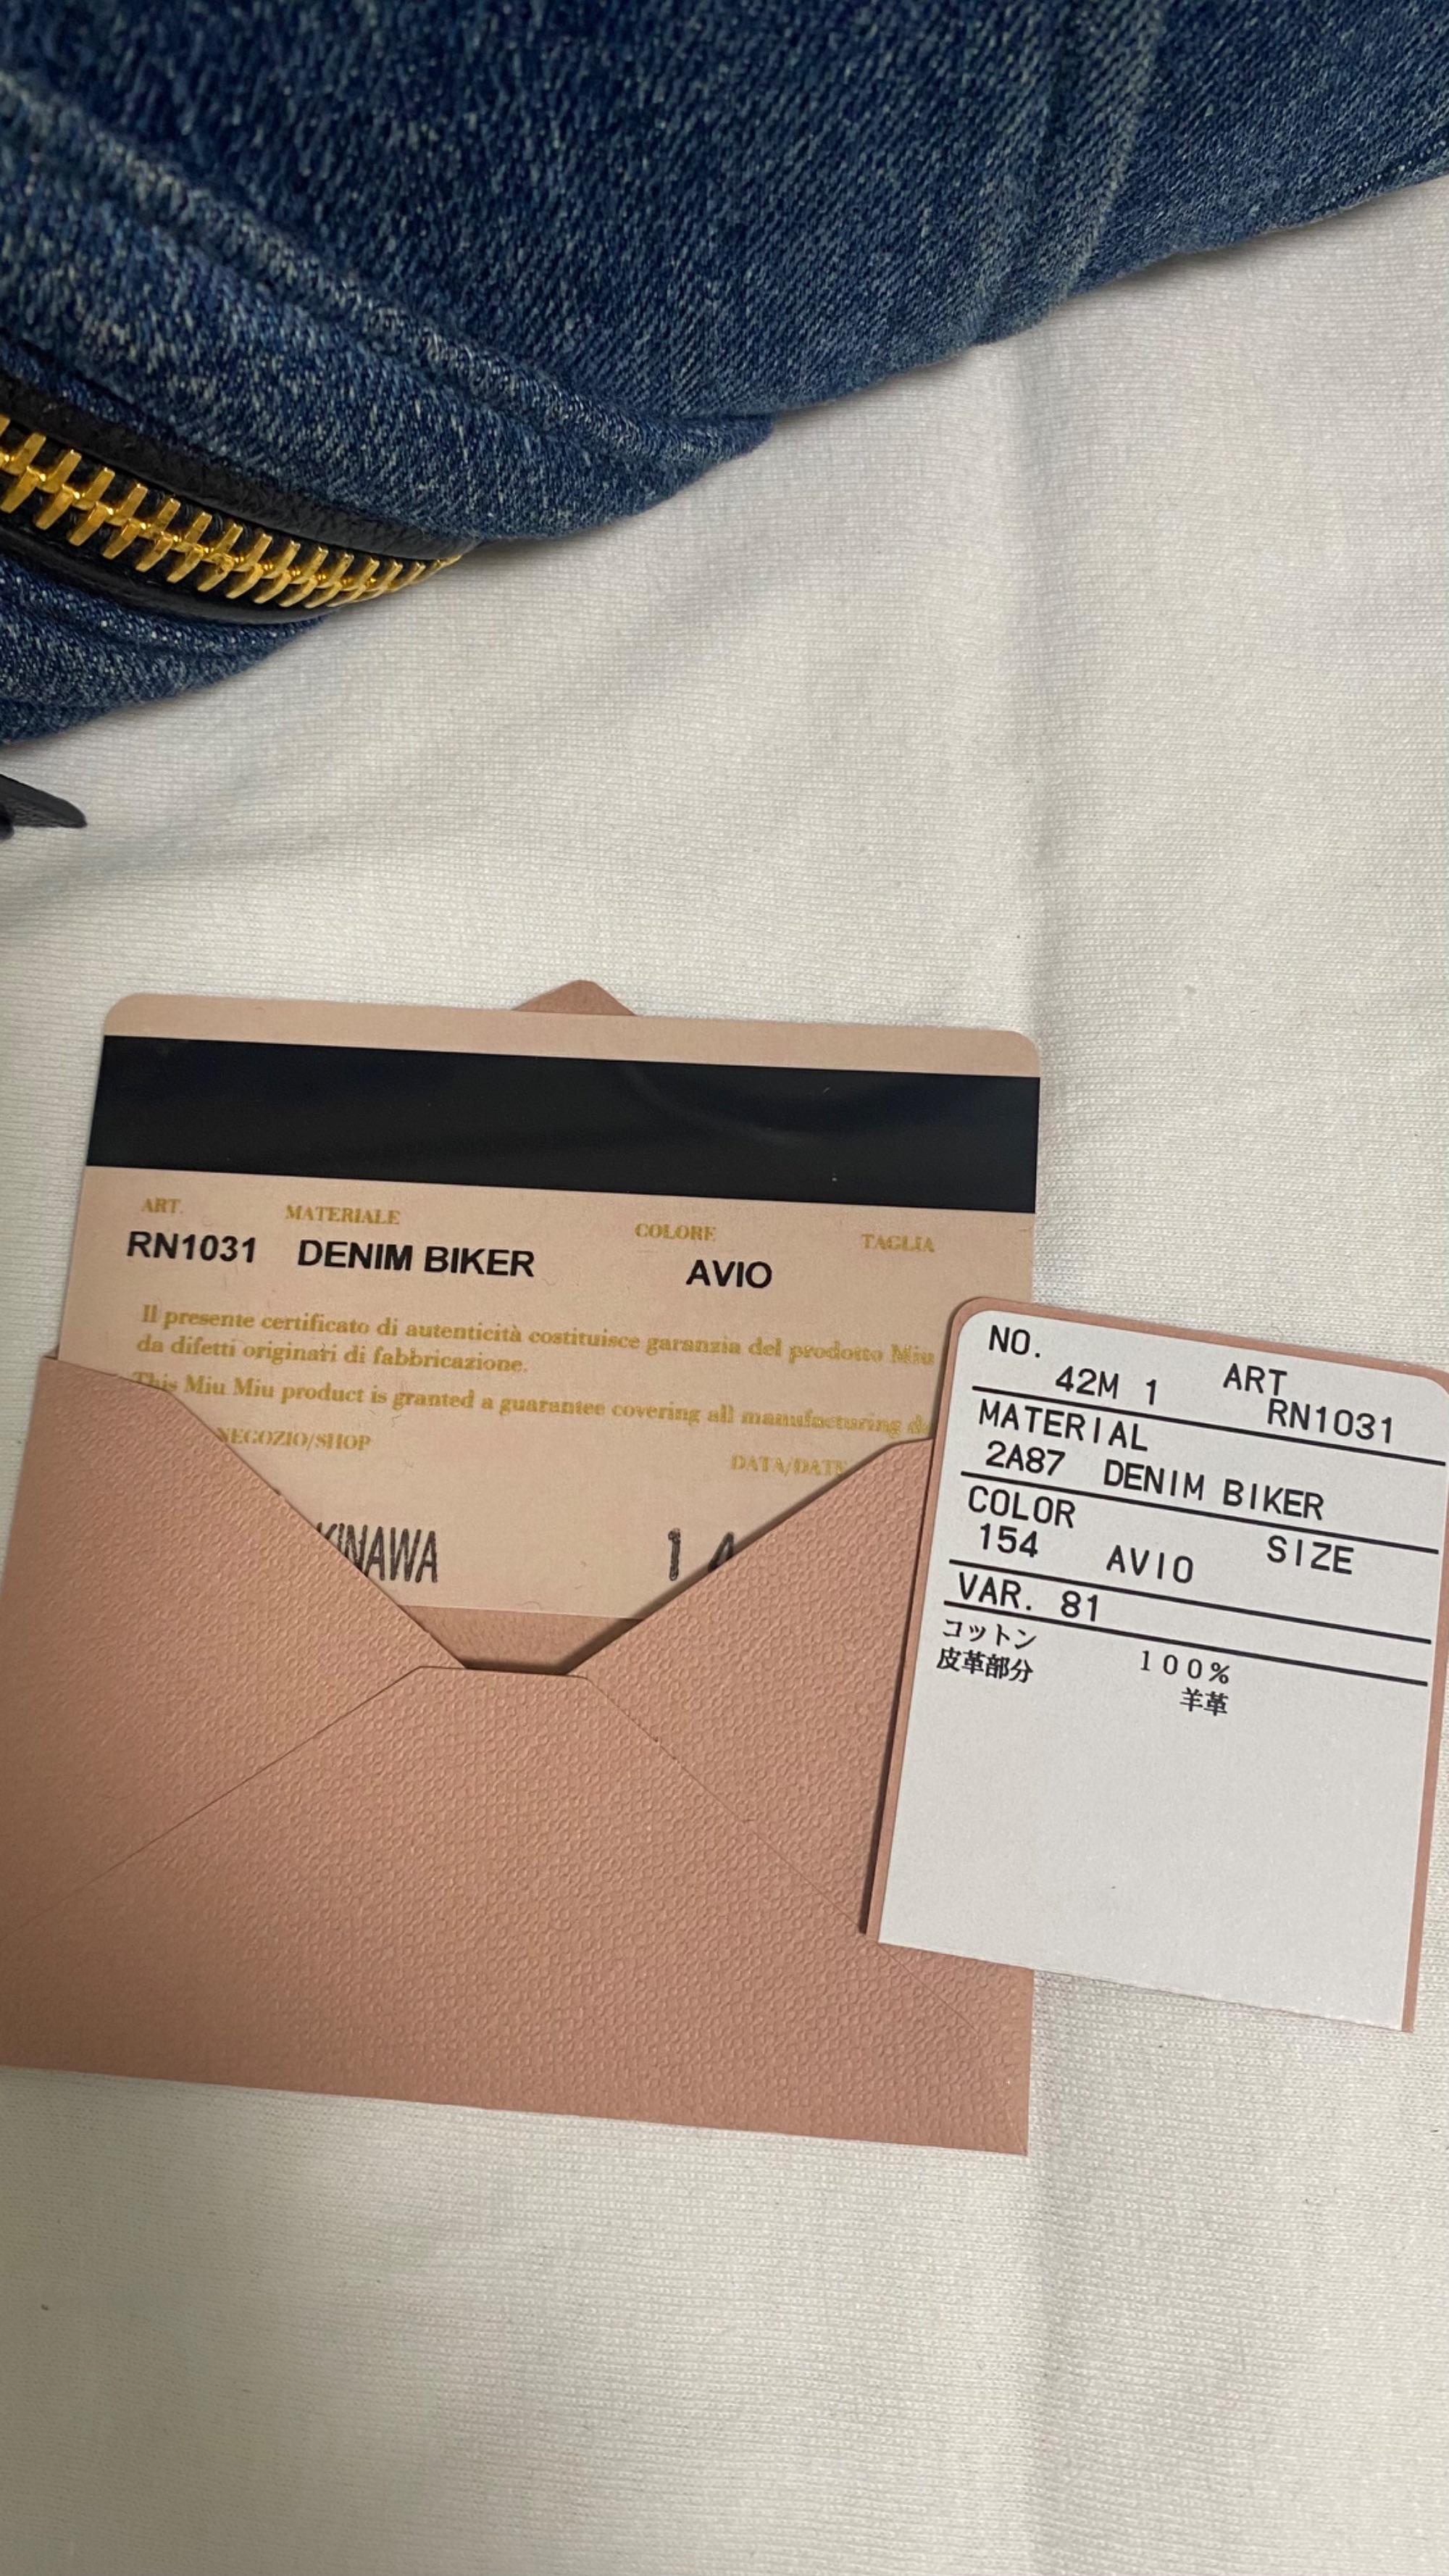 ART. MATERIALE COLORE TAGLIA
RN1031 DENIM BIKER AVIO
Il presente certificato di autenticità costituisce garanzia del prodotto Miu
da difetti originari di fabbricazione.
This Miu Miu product is granted a guarantee covering all manufacturing
NEGOZIO/SHOP DATA/DATE
KINAWA 1
NO. ART
42M 1 RN1031
MATERIAL
2A87 DENIM BIKER
COLOR SIZE
154 AVIO
VAR. 81
コットン 100%
皮革部分 羊革